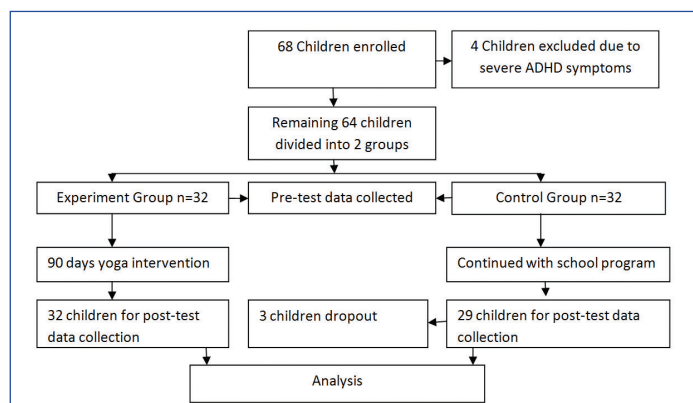 68 Children enrolled
4 Children excluded due to
severe ADHD symptoms
Remaining 64 children
divided into 2 groups
Experiment Group n=32
Pre-test data collected
Control Group n=32
90 days yoga intervention
Continued with school program
32 children for post-test
data collection
3 children dropout
29 children for post-test data
collection
Analysis